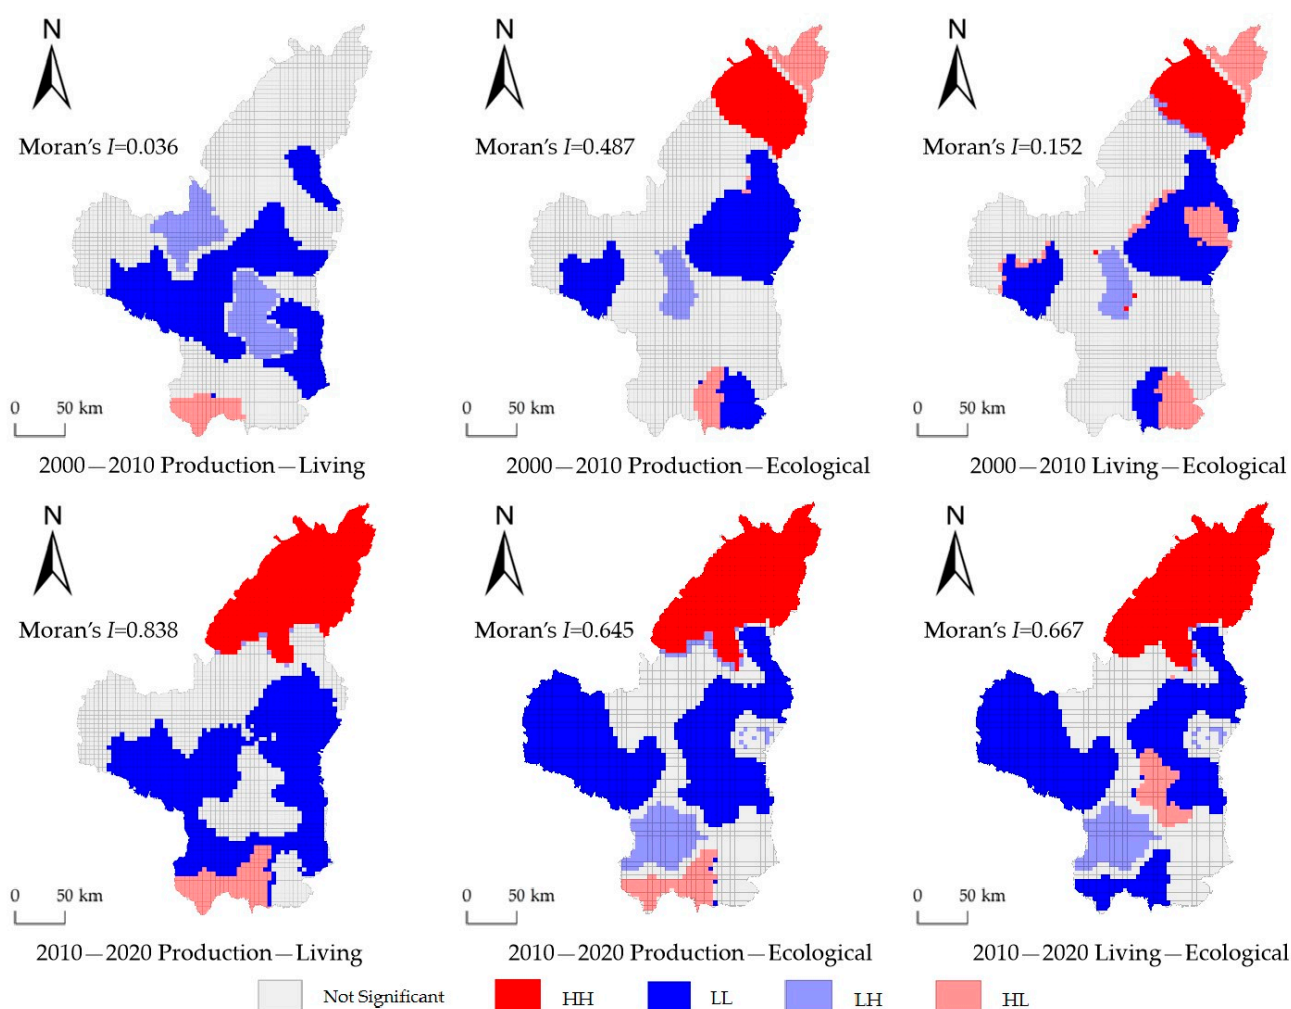 N N N
Moran's I=0.036 Moran's I=0.487 Moran's I=0.152
0 50 km 0 50 km 0 50 km
2000—2010 Production—Living 2000—2010 Production—Ecological 2000—2010 Living—Ecological
N N N
Moran's I=0.838 Moran's I=0.645 Moran's I=0.667
0 50 km 0 50 km 0 50 km
2010—2020 Production—Living 2010—2020 Production—Ecological 2010—2020 Living—Ecological
Not Significant HH LL LH HL